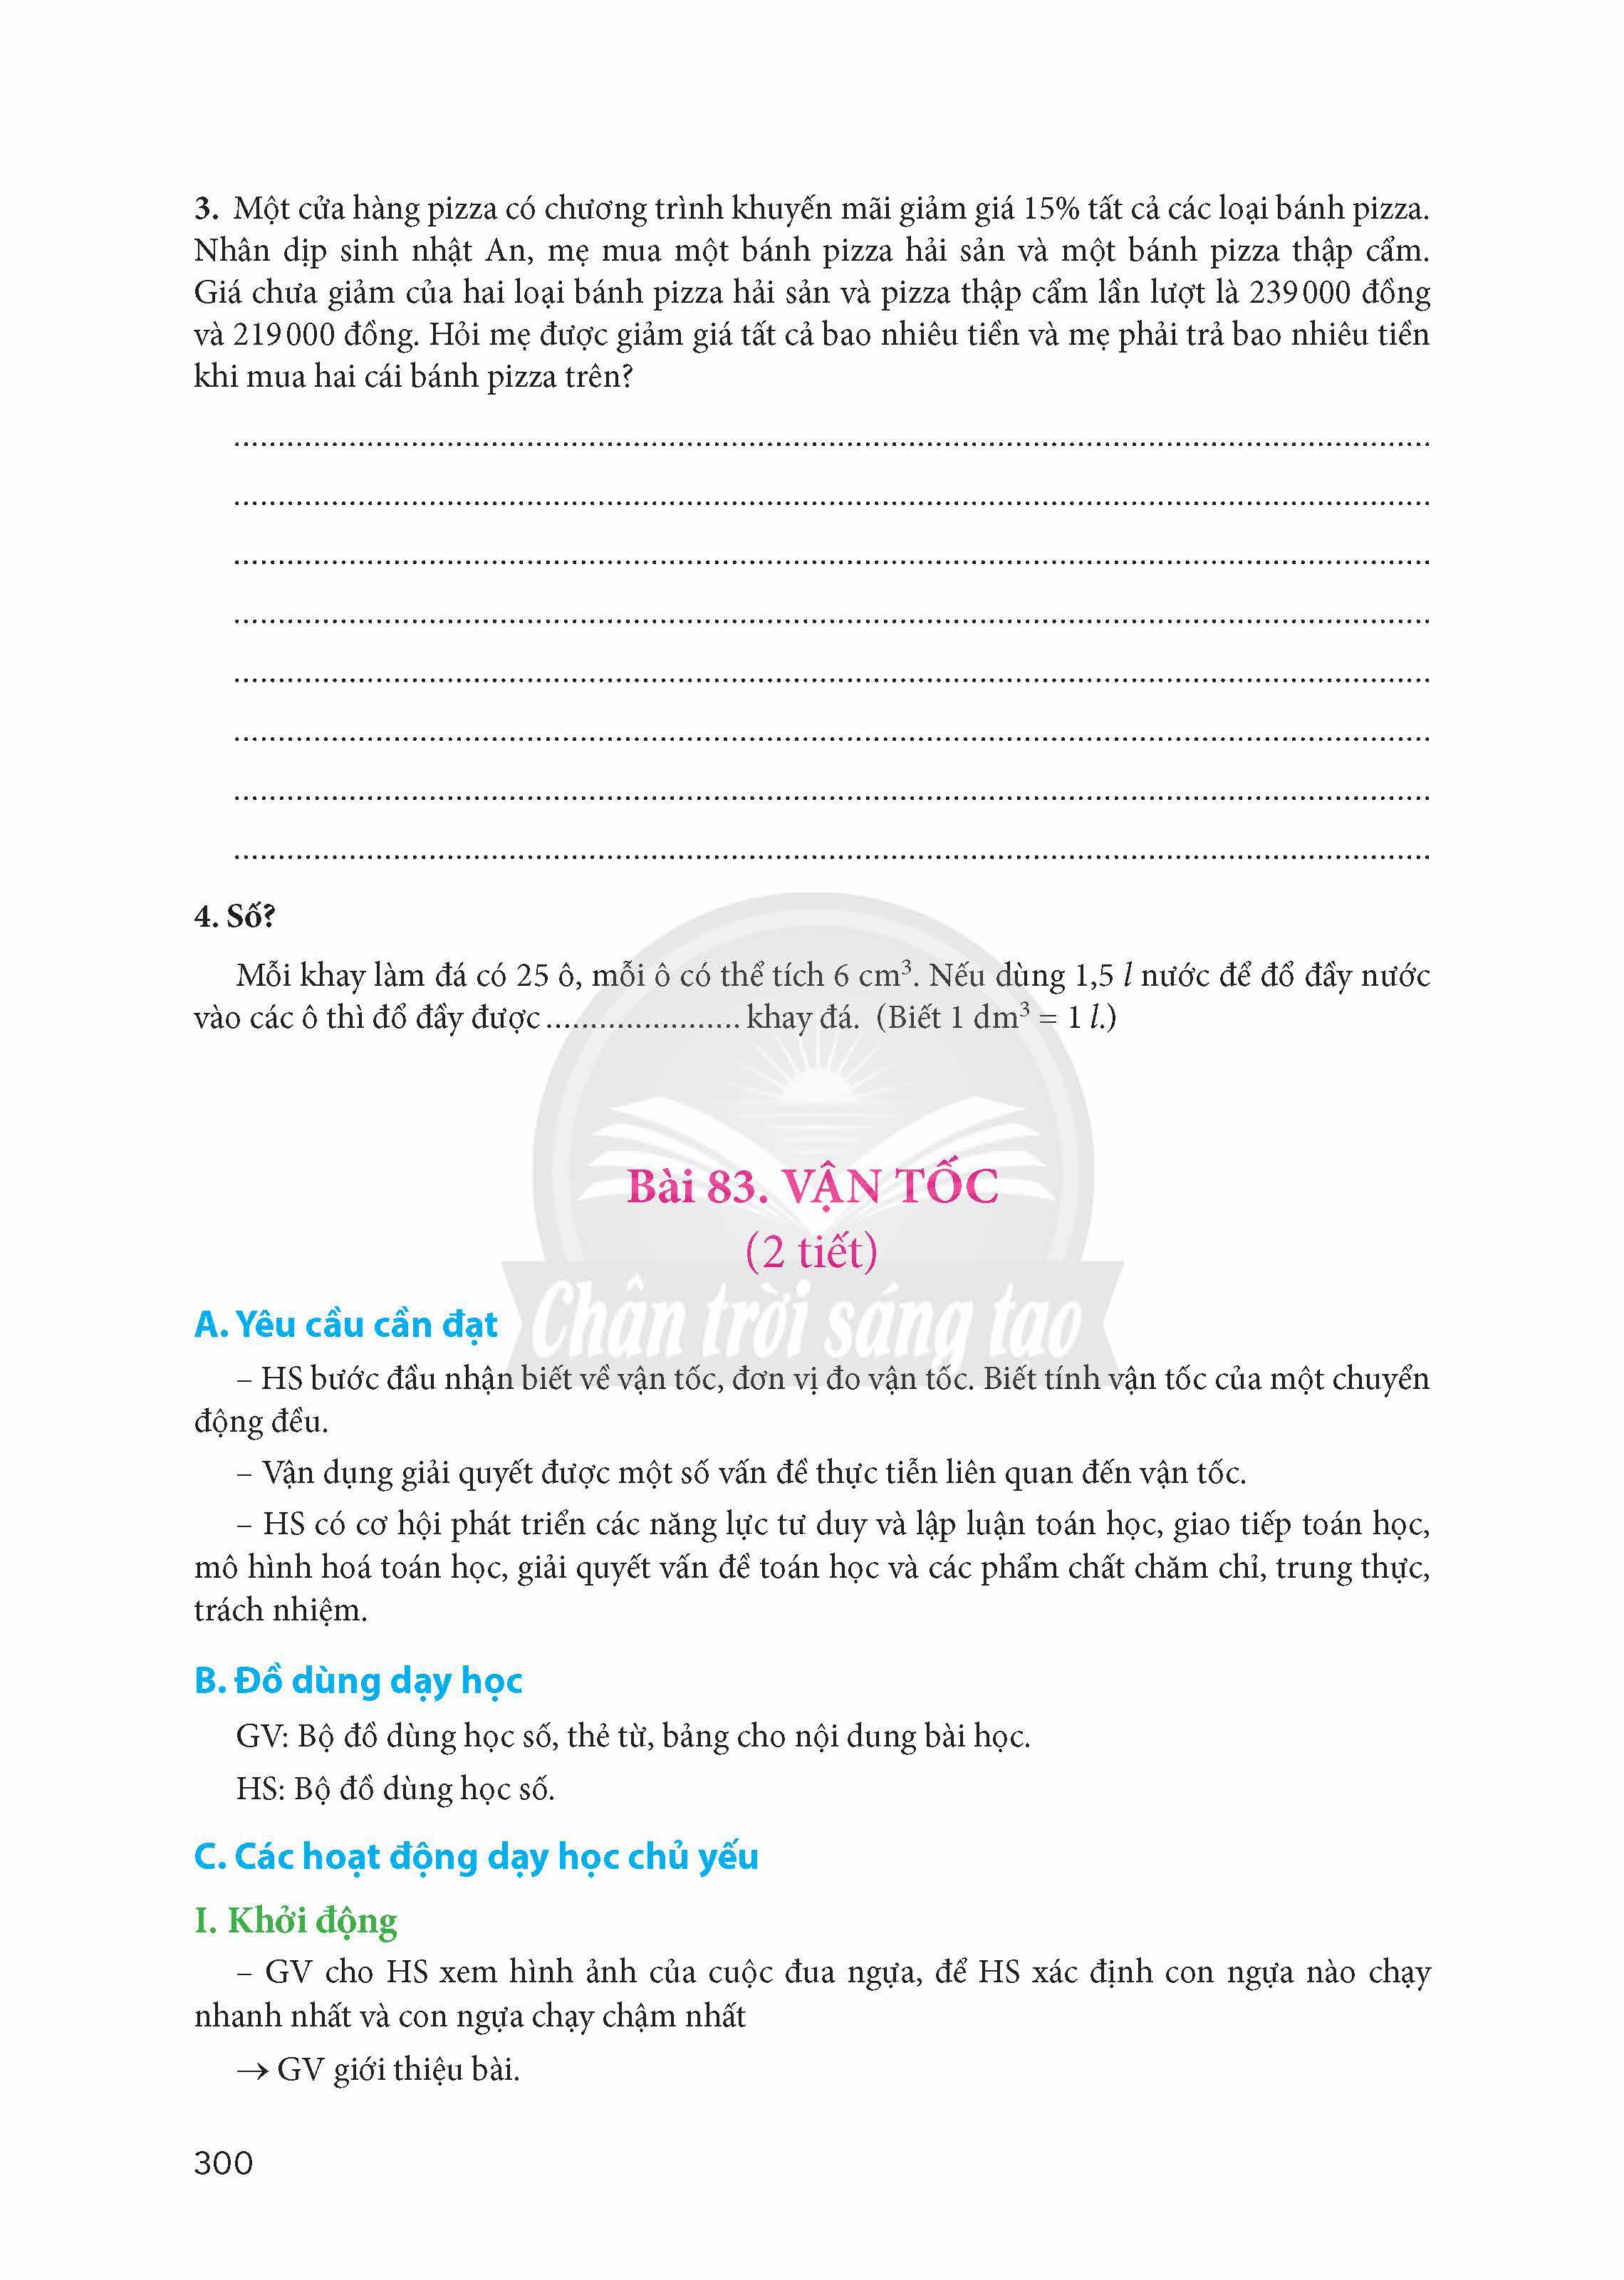 3. Một cửa hàng pizza có chương trình khuyến mãi giảm giá 15% tất cả các loại bánh pizza.
Nhân dịp sinh nhật An, mẹ mua một bánh pizza hải sản và một bánh pizza thập cẩm.
Giá chưa giảm của hai loại bánh pizza hải sản và pizza thập cẩm lần lượt là 239 000 đồng
và 219 000 đồng. Hỏi mẹ được giảm giá tất cả bao nhiêu tiền và mẹ phải trả bao nhiêu tiền
khi mua hai cái bánh pizza trên?
4. Số?
Mỗi khay làm đá có 25 ô, mỗi ô có thể tích 6 cm³. Nếu dùng 1,5 l nước để đổ đầy nước
vào các ô thì đổ đầy được ...................... khay đá. (Biết 1 dm³ = 1 l.)
Bài 83. VẬN TỐC
(2 tiết)
Chân trời sáng tạo
A. Yêu cầu cần đạt
– HS bước đầu nhận biết về vận tốc, đơn vị đo vận tốc. Biết tính vận tốc của một chuyển
động đều.
– Vận dụng giải quyết được một số vấn đề thực tiễn liên quan đến vận tốc.
– HS có cơ hội phát triển các năng lực tư duy và lập luận toán học, giao tiếp toán học,
mô hình hoá toán học, giải quyết vấn đề toán học và các phẩm chất chăm chỉ, trung thực,
trách nhiệm.
B. Đồ dùng dạy học
GV: Bộ đồ dùng học số, thẻ từ, bảng cho nội dung bài học.
HS: Bộ đồ dùng học số.
C. Các hoạt động dạy học chủ yếu
I. Khởi động
– GV cho HS xem hình ảnh của cuộc đua ngựa, để HS xác định con ngựa nào chạy
nhanh nhất và con ngựa chạy chậm nhất
→ GV giới thiệu bài.
300